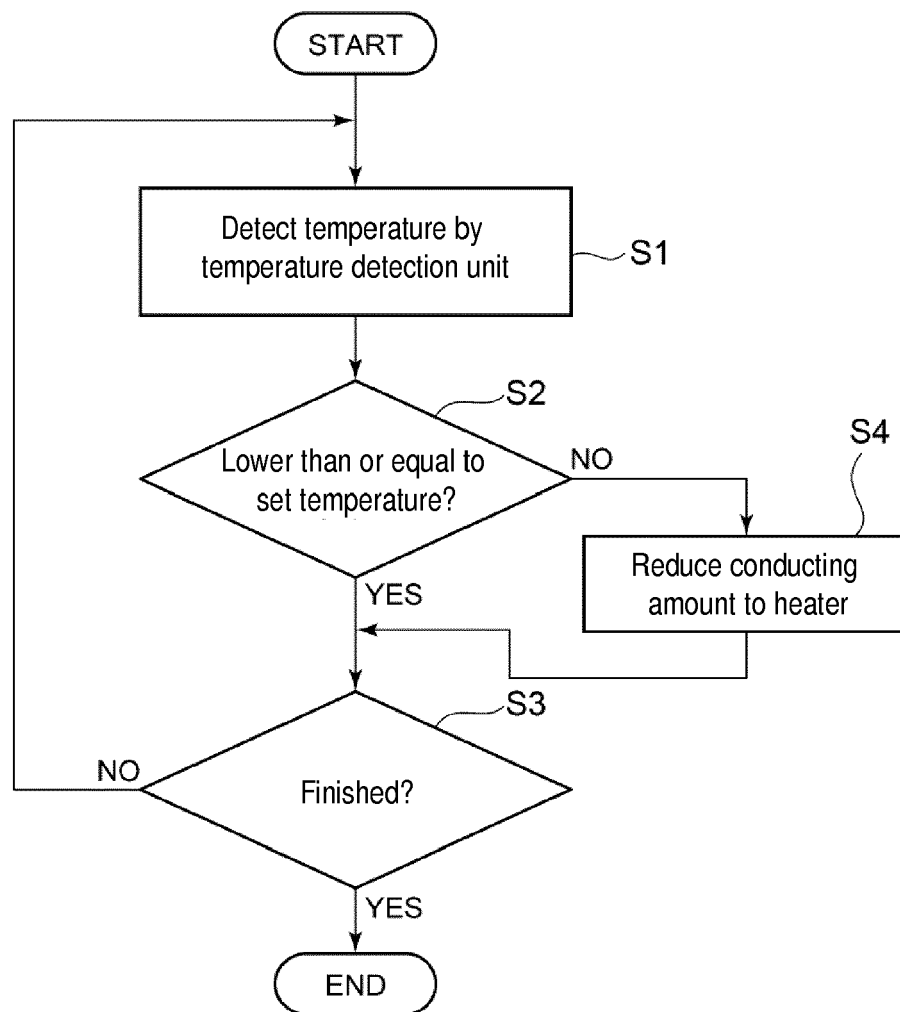 START
Detect temperature by
temperature detection unit
S1
S2
Lower than or equal to
set temperature?
NO
S4
Reduce conducting
amount to heater
YES
S3
Finished?
NO
YES
END